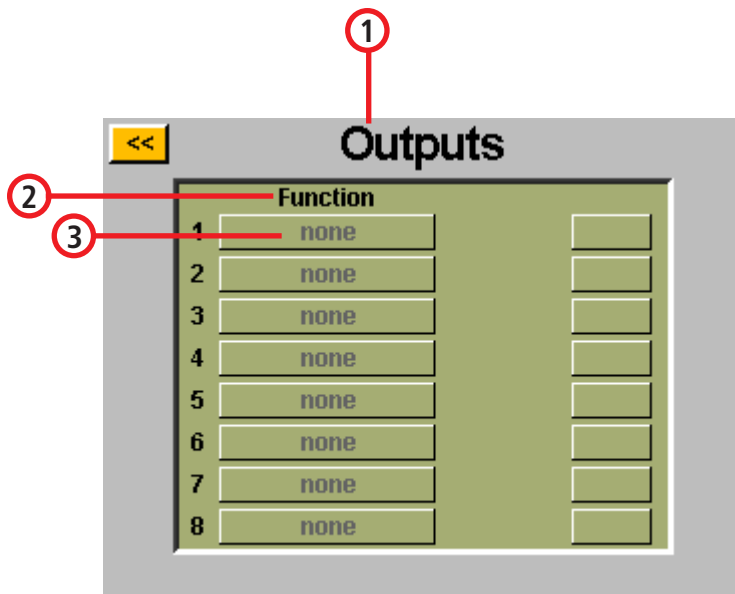 1
<< Outputs
2 Function
3 1 none
2 none
3 none
4 none
5 none
6 none
7 none
8 none